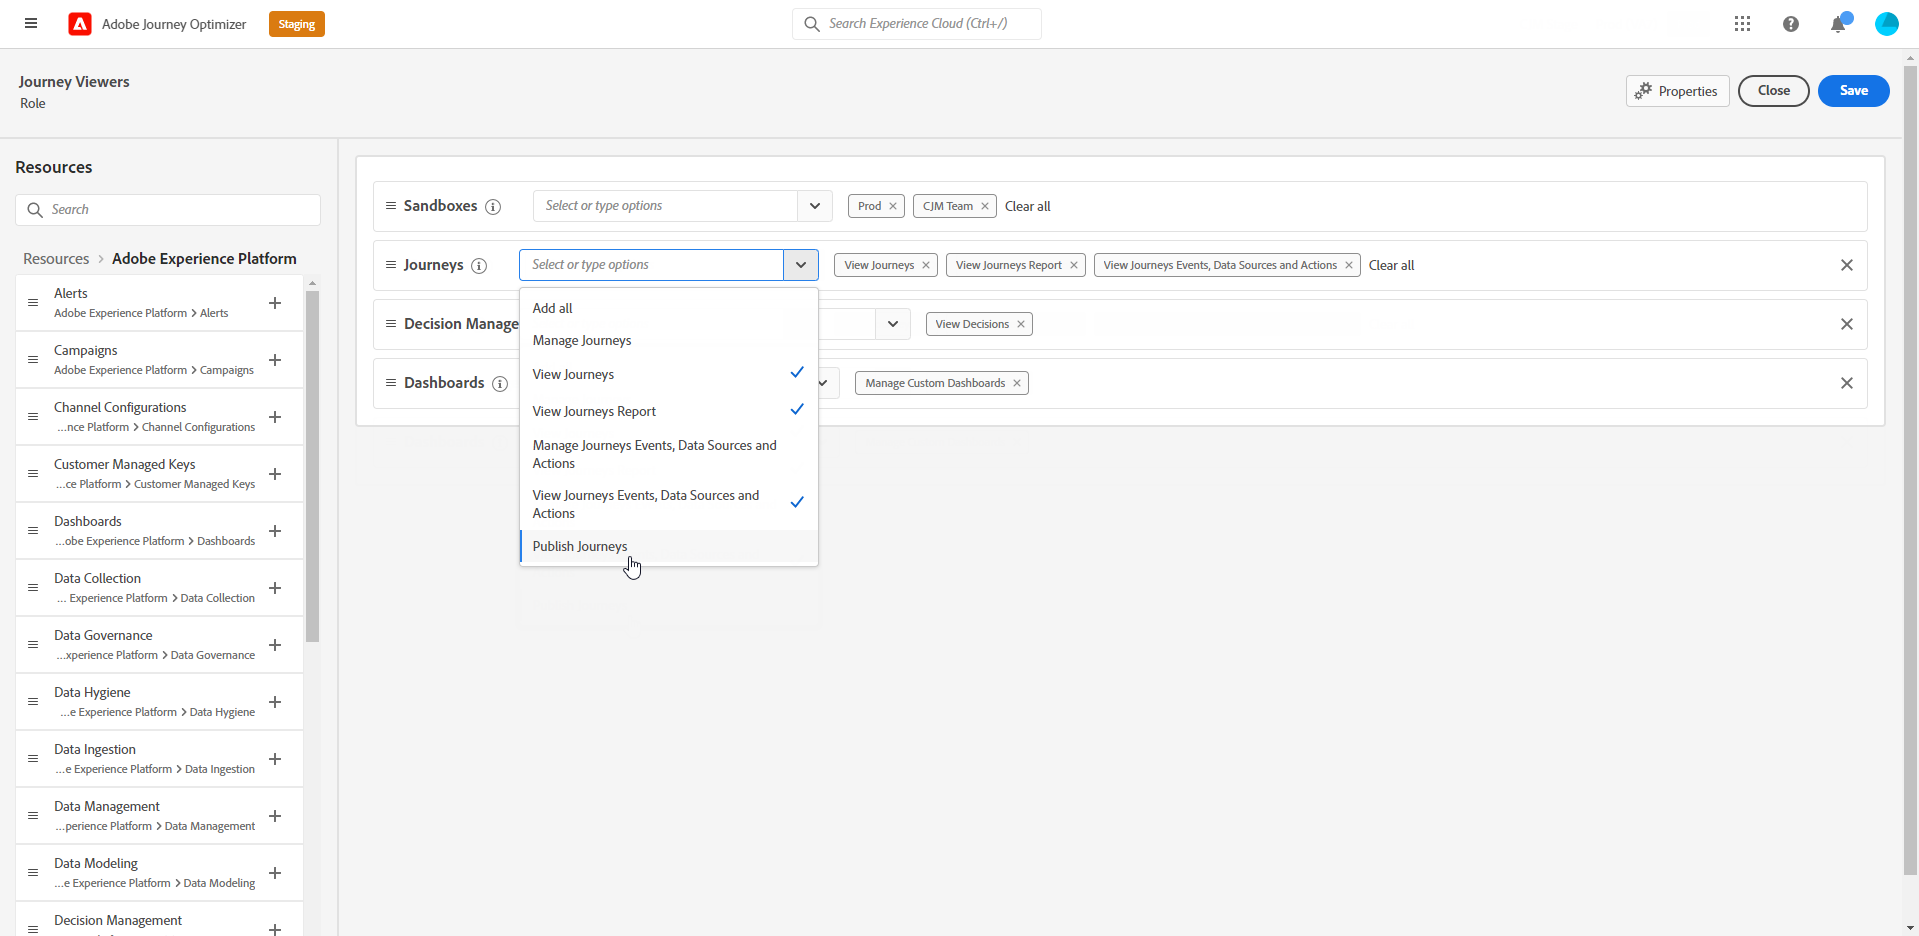 Adobe Journey Optimizer
Staging
Search Experience Cloud (Ctrl+/)
Journey Viewers
Role
Properties
Close
Save
Resources
Search
Resources > Adobe Experience Platform
Alerts
Adobe Experience Platform > Alerts
Campaigns
Adobe Experience Platform > Campaigns
Channel Configurations
...nce Platform > Channel Configurations
Customer Managed Keys
...ce Platform > Customer Managed Keys
Dashboards
...obe Experience Platform > Dashboards
Data Collection
... Experience Platform > Data Collection
Data Governance
...xperience Platform > Data Governance
Data Hygiene
...e Experience Platform > Data Hygiene
Data Ingestion
...e Experience Platform > Data Ingestion
Data Management
...perience Platform > Data Management
Data Modeling
...e Experience Platform > Data Modeling
Decision Management
Sandboxes
Select or type options
Prod
CJM Team
Clear all
Journeys
Select or type options
View Journeys
View Journeys Report
View Journeys Events, Data Sources and Actions
Clear all
Decision Manage
View Decisions
Dashboards
Manage Custom Dashboards
Add all
Manage Journeys
View Journeys
View Journeys Report
Manage Journeys Events, Data Sources and
Actions
View Journeys Events, Data Sources and
Actions
Publish Journeys